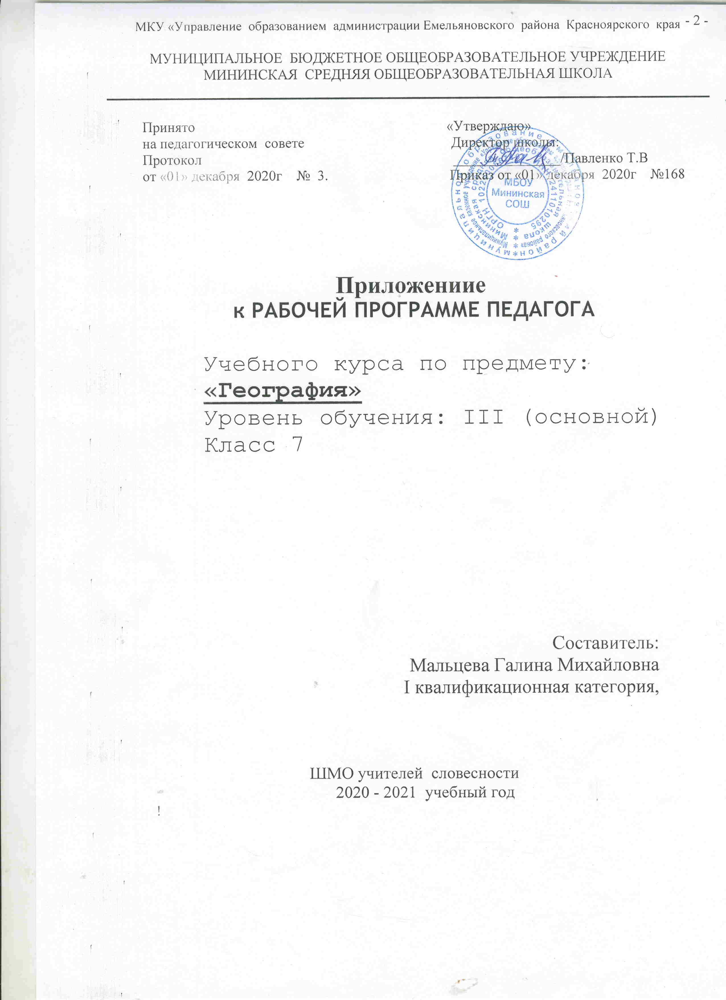 МКУ «Управление образованием администрации Емельяновского района Красноярского края - 2 -
МУНИЦИПАЛЬНОЕ БЮДЖЕТНОЕ ОБЩЕОБРАЗОВАТЕЛЬНОЕ УЧРЕЖДЕНИЕ
МИНИНСКАЯ СРЕДНЯЯ ОБЩЕОБРАЗОВАТЕЛЬНАЯ ШКОЛА
Принято
на педагогическом совете
Протокол
от «01» декабря 2020г № 3.
«Утверждаю»
Директор школы:
/Павленко Т.В
Приказ от «01» декабря 2020г №168
МБОУ
Мининская
СОШ
Приложениие
к РАБОЧЕЙ ПРОГРАММЕ ПЕДАГОГА
Учебного курса по предмету:
«География»
Уровень обучения: III (основной)
Класс 7
Составитель:
Мальцева Галина Михайловна
I квалификационная категория,
ШМО учителей словесности
2020 - 2021 учебный год
!